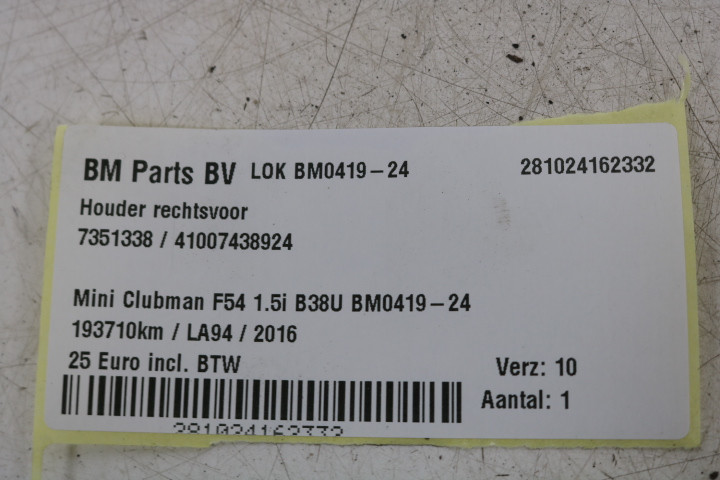 BM Parts BV LOK BM0419-24 281024162332
Houder rechtsvoor
7351338 / 41007438924
Mini Clubman F54 1.5i B38U BM0419-24
193710km / LA94 / 2016
25 Euro incl. BTW Verz: 10
Aantal: 1
281024162332